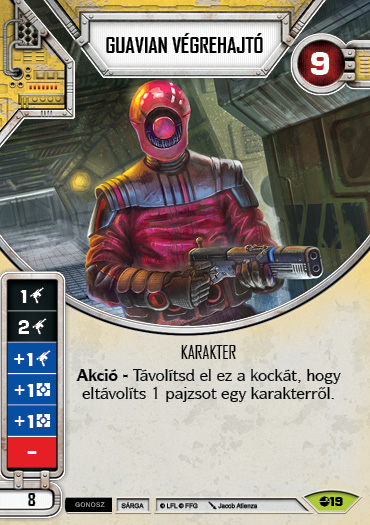 GUAVIAN VÉGREHAJTÓ
9
1
2
+1
+1
+1
-
8
KARAKTER
Akció - Távolítsd el ez a kockát, hogy
eltávolíts 1 pajzsot egy karakterről.
GONOSZ
SÁRGA
© LFL © FFG
Jacob Atienza
19